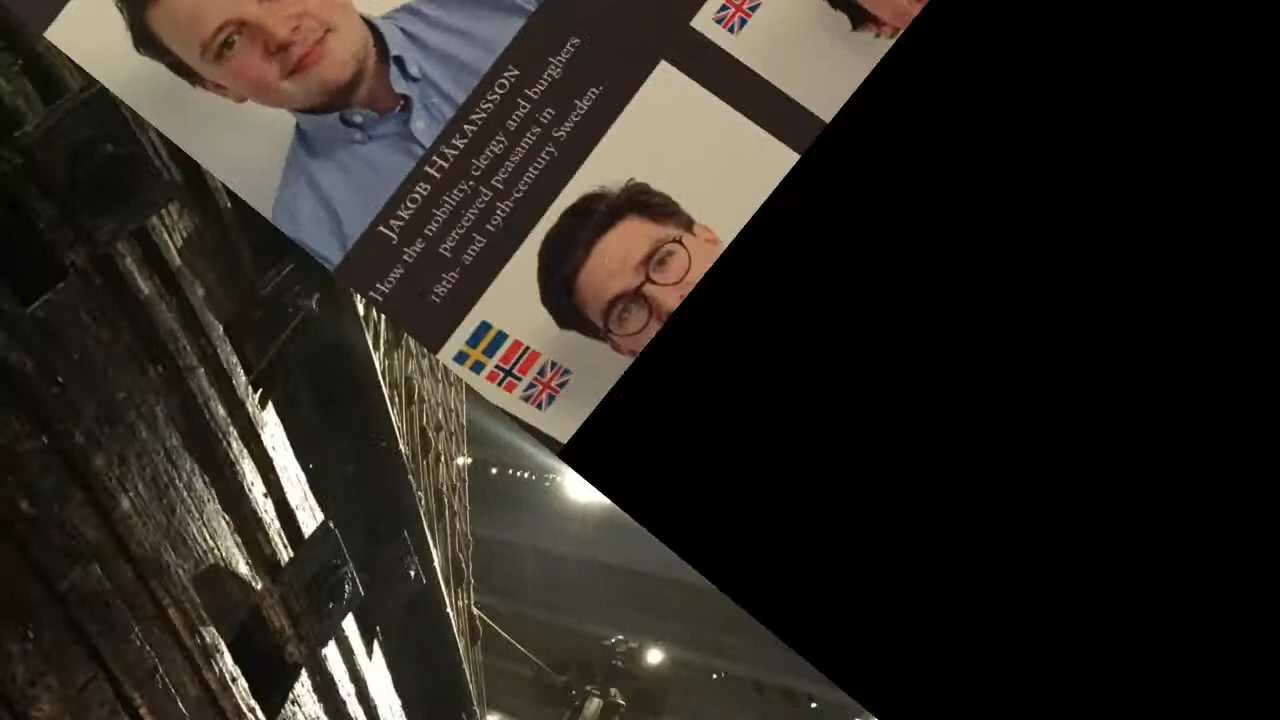 JAKOB HÅKANSSON
How the nobility, clergy and burghers
perceived peasants in
18th- and 19th-century Sweden.